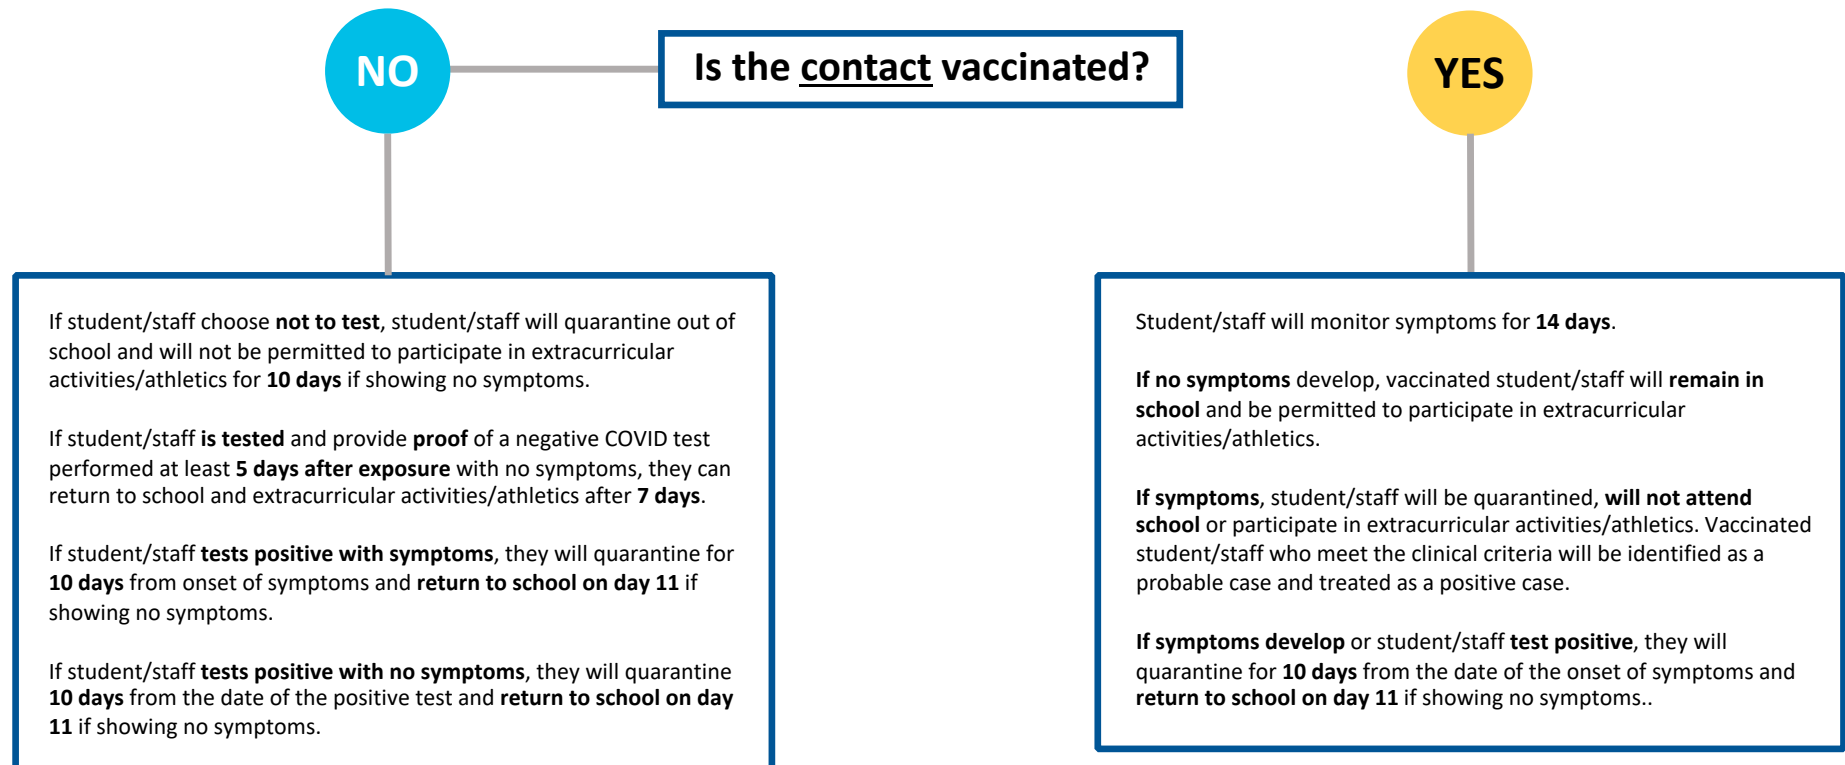 NO
Is the contact vaccinated?
YES
If student/staff choose not to test, student/staff will quarantine out of
school and will not be permitted to participate in extracurricular
activities/athletics for 10 days if showing no symptoms.
If student/staff is tested and provide proof of a negative COVID test
performed at least 5 days after exposure with no symptoms, they can
return to school and extracurricular activities/athletics after 7 days.
If student/staff tests positive with symptoms, they will quarantine for
10 days from onset of symptoms and return to school on day 11 if
showing no symptoms.
If student/staff tests positive with no symptoms, they will quarantine
10 days from the date of the positive test and return to school on day
11 if showing no symptoms.
Student/staff will monitor symptoms for 14 days.
If no symptoms develop, vaccinated student/staff will remain in
school and be permitted to participate in extracurricular
activities/athletics.
If symptoms, student/staff will be quarantined, will not attend
school or participate in extracurricular activities/athletics. Vaccinated
student/staff who meet the clinical criteria will be identified as a
probable case and treated as a positive case.
If symptoms develop or student/staff test positive, they will
quarantine for 10 days from the date of the onset of symptoms and
return to school on day 11 if showing no symptoms..